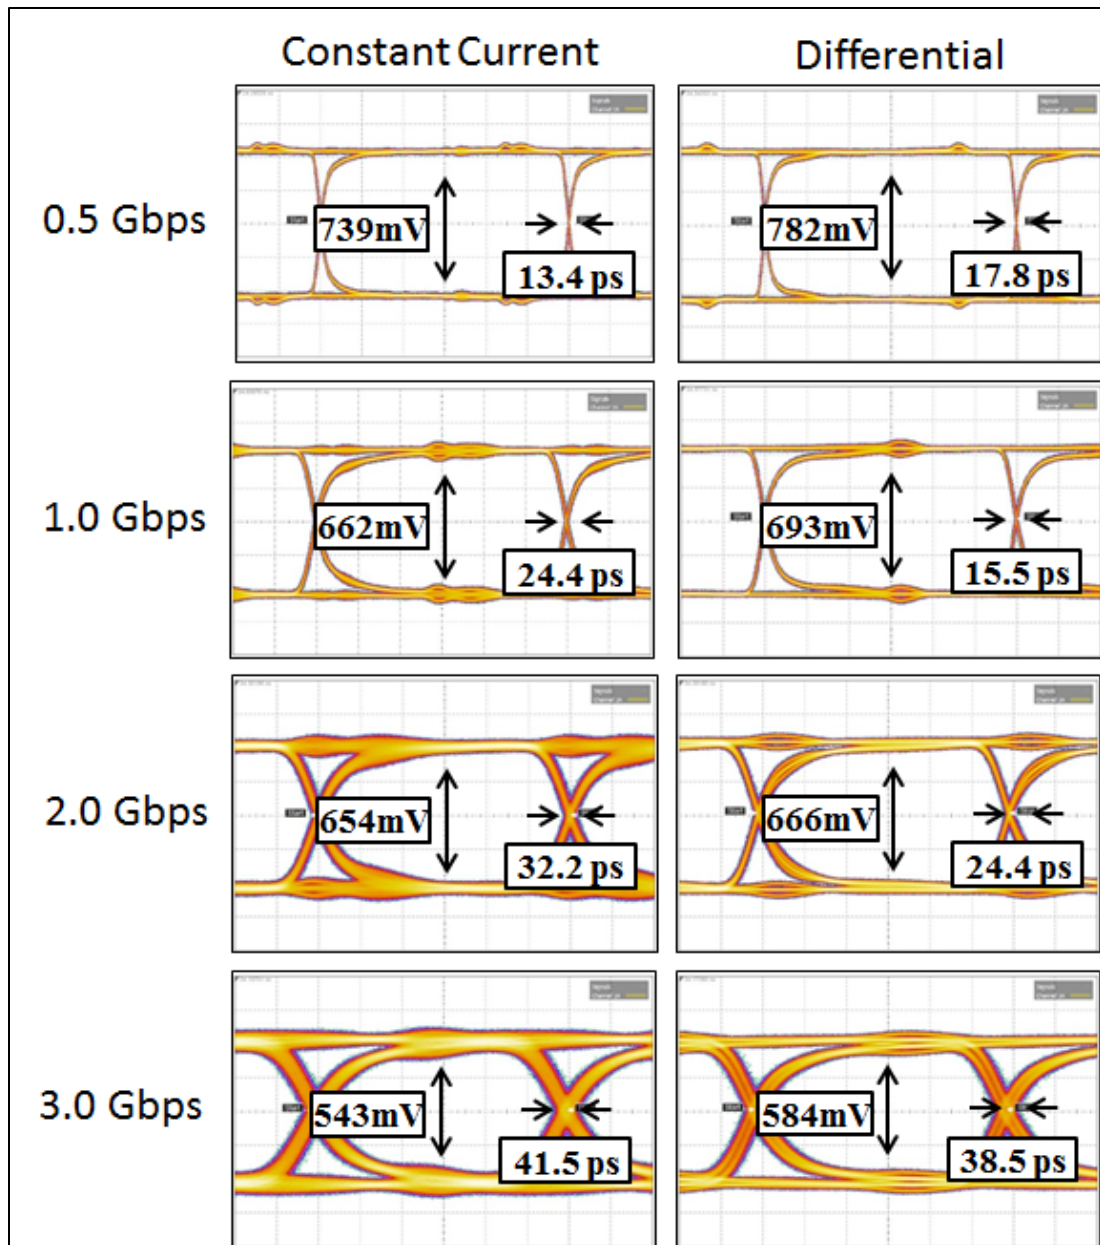 Constant Current
Differential
0.5 Gbps
739mV
13.4 ps
782mV
17.8 ps
1.0 Gbps
662mV
24.4 ps
693mV
15.5 ps
2.0 Gbps
654mV
32.2 ps
666mV
24.4 ps
3.0 Gbps
543mV
41.5 ps
584mV
38.5 ps